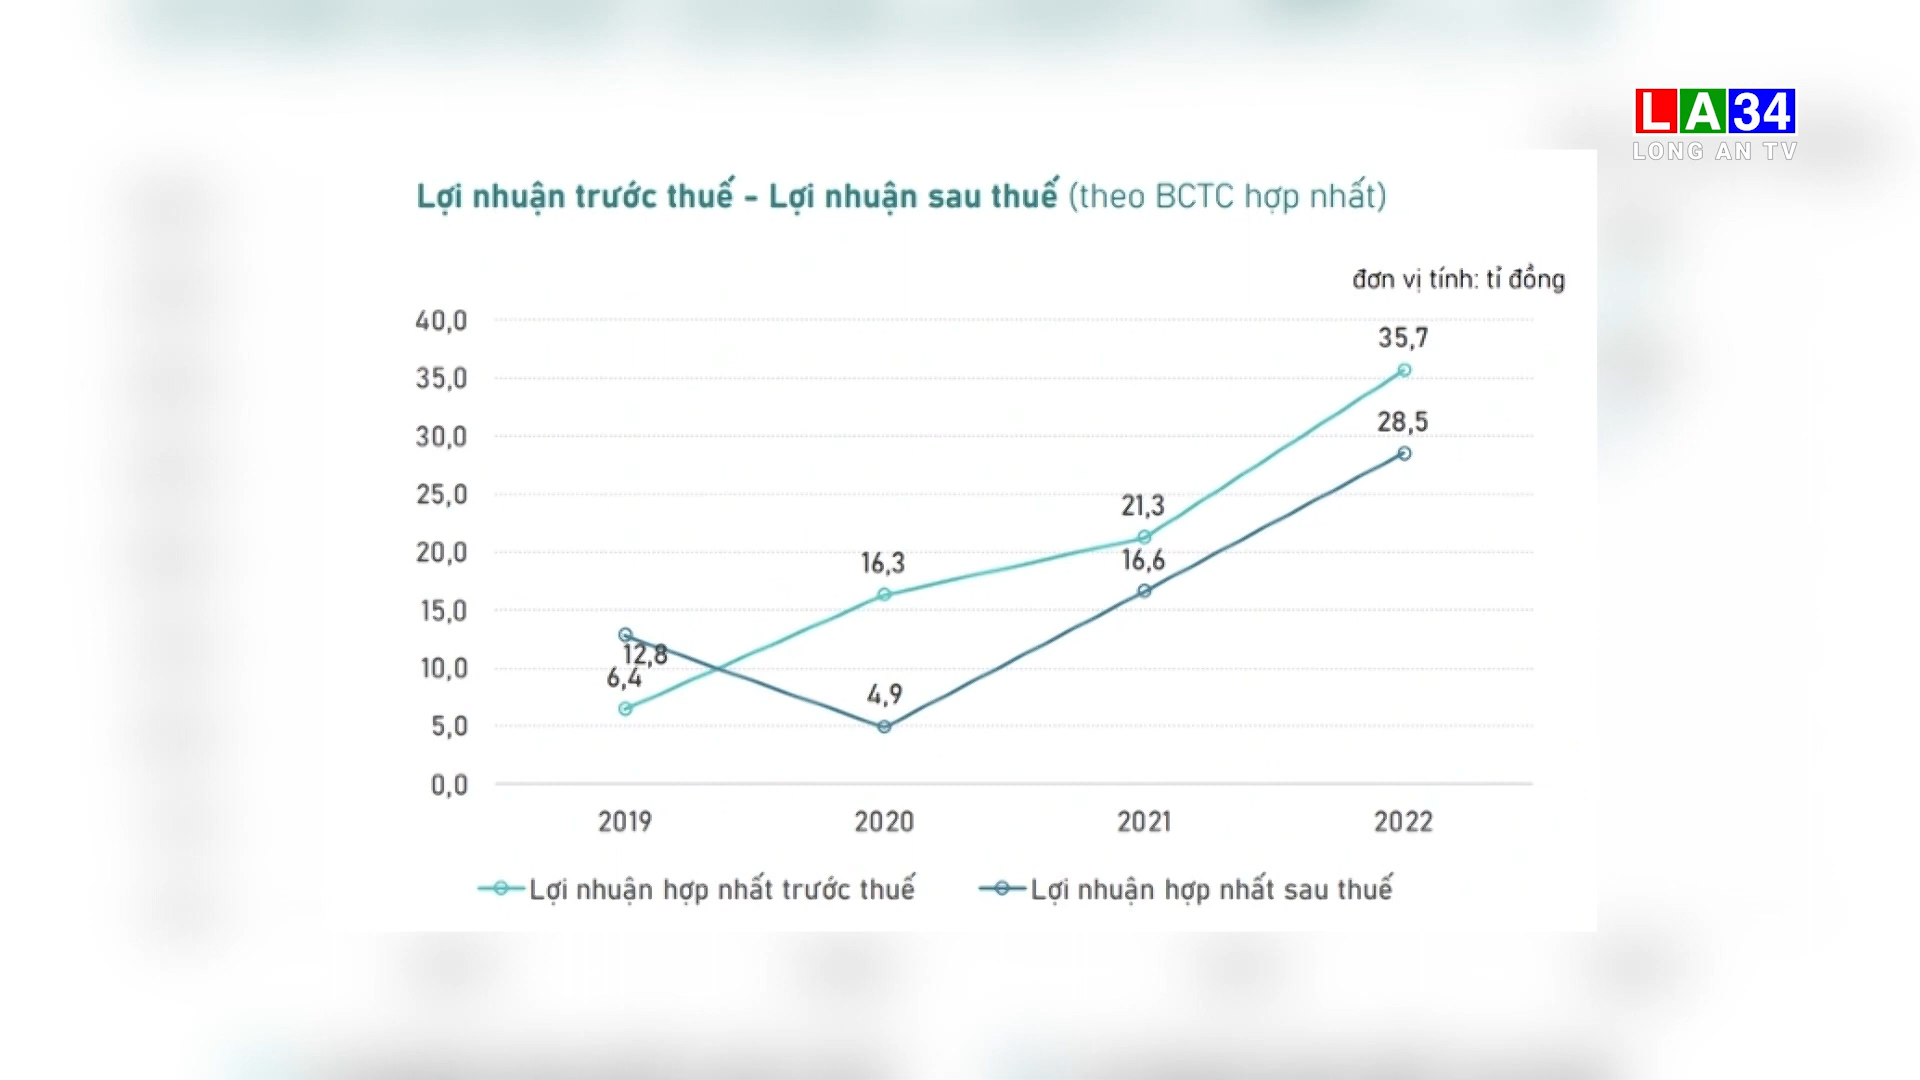 LA34
LONG AN TV
Lợi nhuận trước thuế - Lợi nhuận sau thuế (theo BCTC hợp nhất)
đơn vị tính: tỉ đồng
40,0
35,0
30,0
25,0
20,0
15,0
10,0
5,0
0,0
35,7
28,5
21,3
16,6
16,3
12,8
6,4
4,9
2019 2020 2021 2022
Lợi nhuận hợp nhất trước thuế Lợi nhuận hợp nhất sau thuế